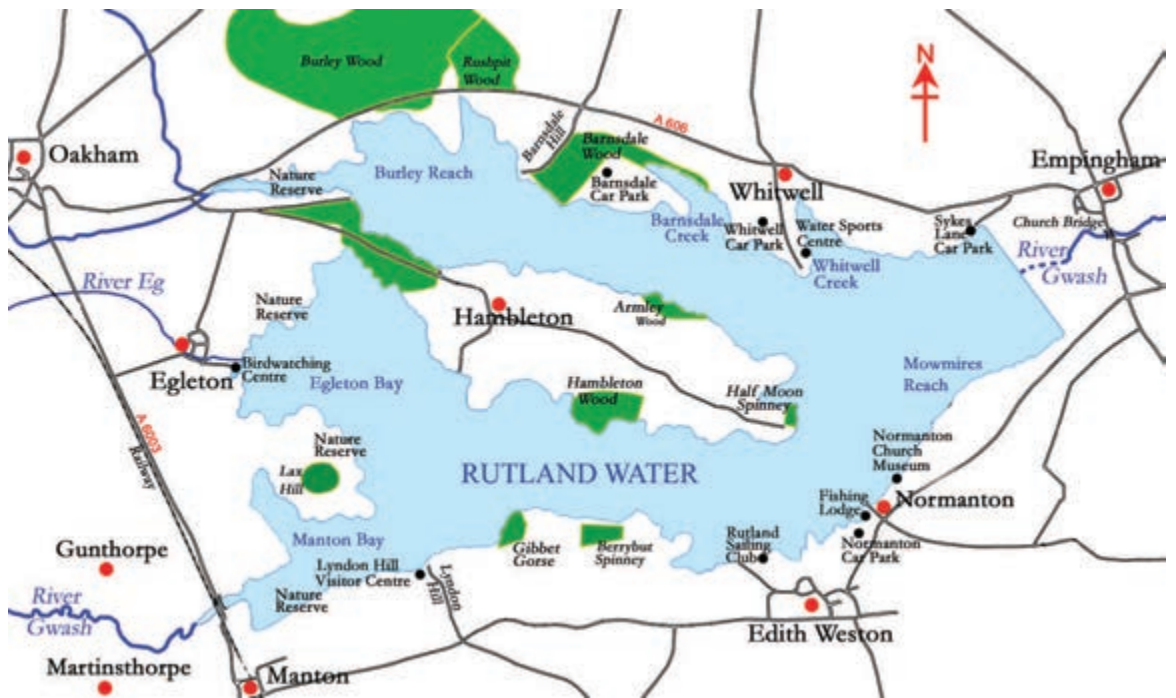 Burley Wood
Rushpit
Wood
N
A 606
Oakham
Nature
Reserve
Burley Reach
Barnsdale
Hill
Barnsdale
Wood
Barnsdale
Car Park
Whitwell
Empingham
Barnsdale
Creek
Whitwell
Car Park
Water Sports
Centre
Whitwell
Creek
Sykes
Lane
Car Park
Church Bridge
River
Gwash
River Eg
Nature
Reserve
Hambleton
Armley
Wood
Egleton
Birdwatching
Centre
Egleton Bay
Mowmires
Reach
Hambleton
Wood
Half Moon
Spinney
A 6003
Railway
Nature
Reserve
Lax
Hill
RUTLAND WATER
Normanton
Church
Museum
Fishing
Lodge
Normanton
Normanton
Car Park
Gunthorpe
Manton Bay
Lyndon Hill
Visitor Centre
Lyndon
Hill
Gibbet
Gorse
Berrybut
Spinney
Rutland
Sailing
Club
Nature
Reserve
River
Gwash
Edith Weston
Martinsthorpe
Manton